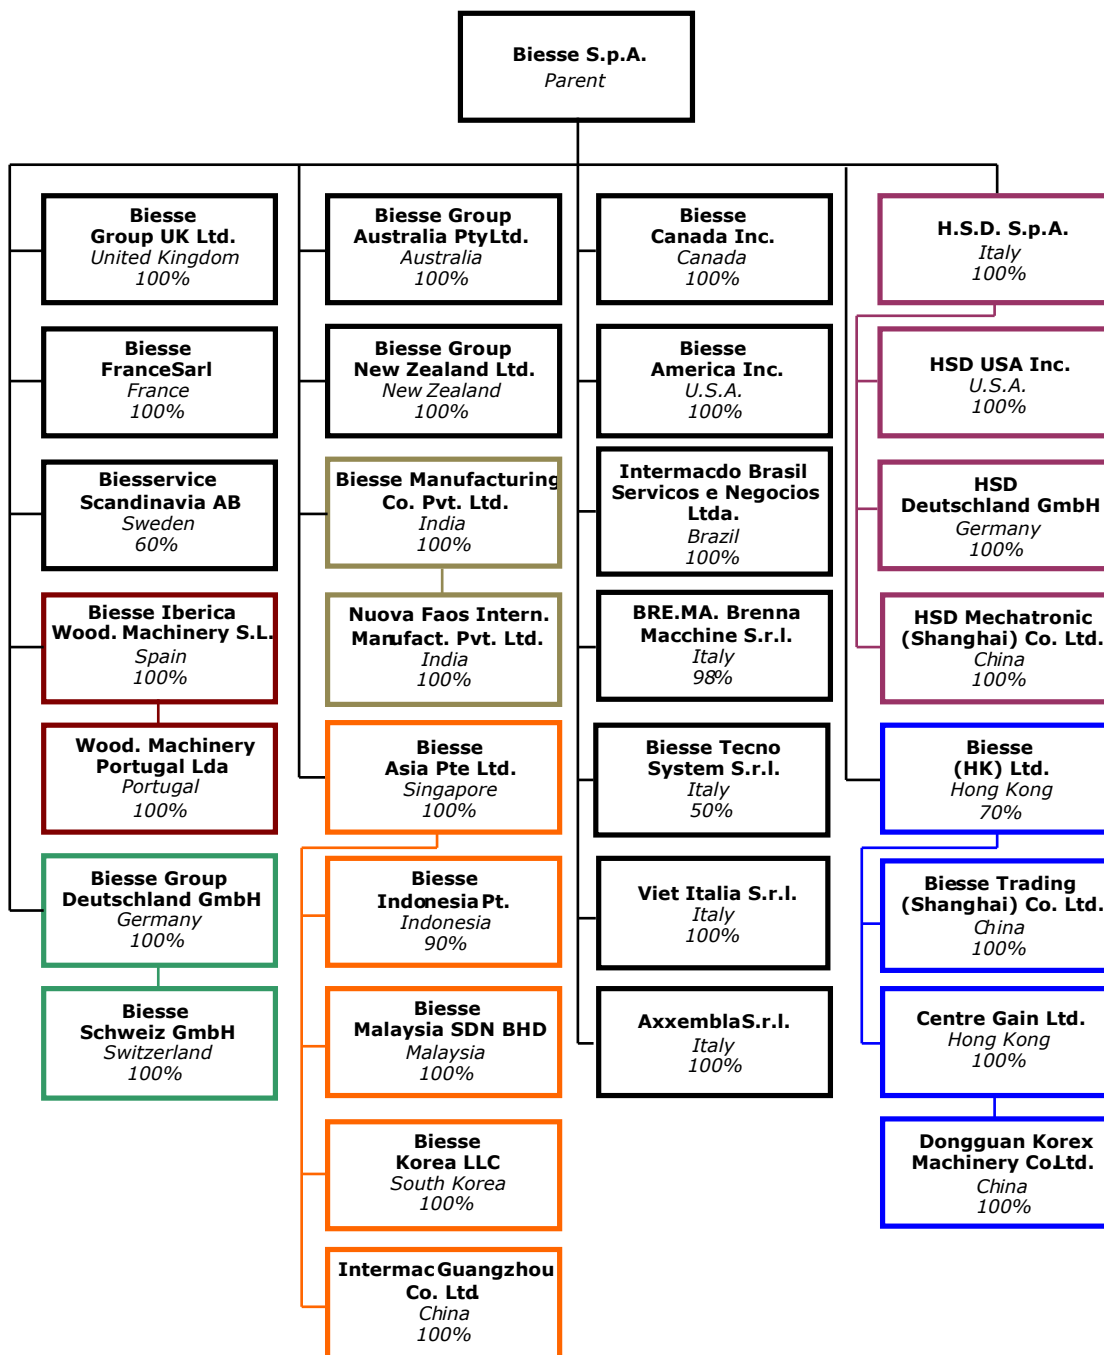 Biesse S.p.A.
Parent
Biesse
Group UK Ltd.
United Kingdom
100%
Biesse
FranceSarl
France
100%
Biesservice
Scandinavia AB
Sweden
60%
Biesse Iberica
Wood. Machinery S.L.
Spain
100%
Wood. Machinery
Portugal Lda
Portugal
100%
Biesse Group
Deutschland GmbH
Germany
100%
Biesse
Schweiz GmbH
Switzerland
100%
Biesse Group
Australia PtyLtd.
Australia
100%
Biesse Group
New Zealand Ltd.
New Zealand
100%
Biesse Manufacturing
Co. Pvt. Ltd.
India
100%
Nuova Faos Intern.
Manufact. Pvt. Ltd.
India
100%
Biesse
Asia Pte Ltd.
Singapore
100%
Biesse
IndonesiaPt.
Indonesia
90%
Biesse
Malaysia SDN BHD
Malaysia
100%
Biesse
Korea LLC
South Korea
100%
IntermacGuangzhou
Co. Ltd.
China
100%
Biesse
Canada Inc.
Canada
100%
Biesse
America Inc.
U.S.A.
100%
Intermacdo Brasil
Servicos e Negocios
Ltda.
Brazil
100%
BRE.MA. Brenna
Macchine S.r.l.
Italy
98%
Biesse Tecno
System S.r.l.
Italy
50%
Viet Italia S.r.l.
Italy
100%
AxxemblaS.r.l.
Italy
100%
H.S.D. S.p.A.
Italy
100%
HSD USA Inc.
U.S.A.
100%
HSD
Deutschland GmbH
Germany
100%
HSD Mechatronic
(Shanghai) Co. Ltd.
China
100%
Biesse
(HK) Ltd.
Hong Kong
70%
Biesse Trading
(Shanghai) Co. Ltd.
China
100%
Centre Gain Ltd.
Hong Kong
100%
Dongguan Korex
Machinery Co.Ltd.
China
100%